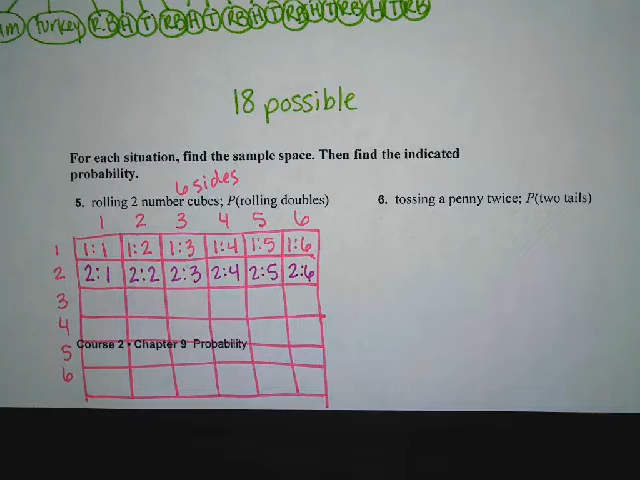 am Turkey R.B H T RB H T RB H T RB H T RB H T RB
18 possible
For each situation, find the sample space. Then find the indicated
probability.
6 sides
5. rolling 2 number cubes; P(rolling doubles)
6. tossing a penny twice; P(two tails)
1 2 3 4 5 6
1 1:1 1:2 1:3 1:4 1:5 1:6
2 2:1 2:2 2:3 2:4 2:5 2:6
3
4
5 Course 2 • Chapter 9 Probability
6